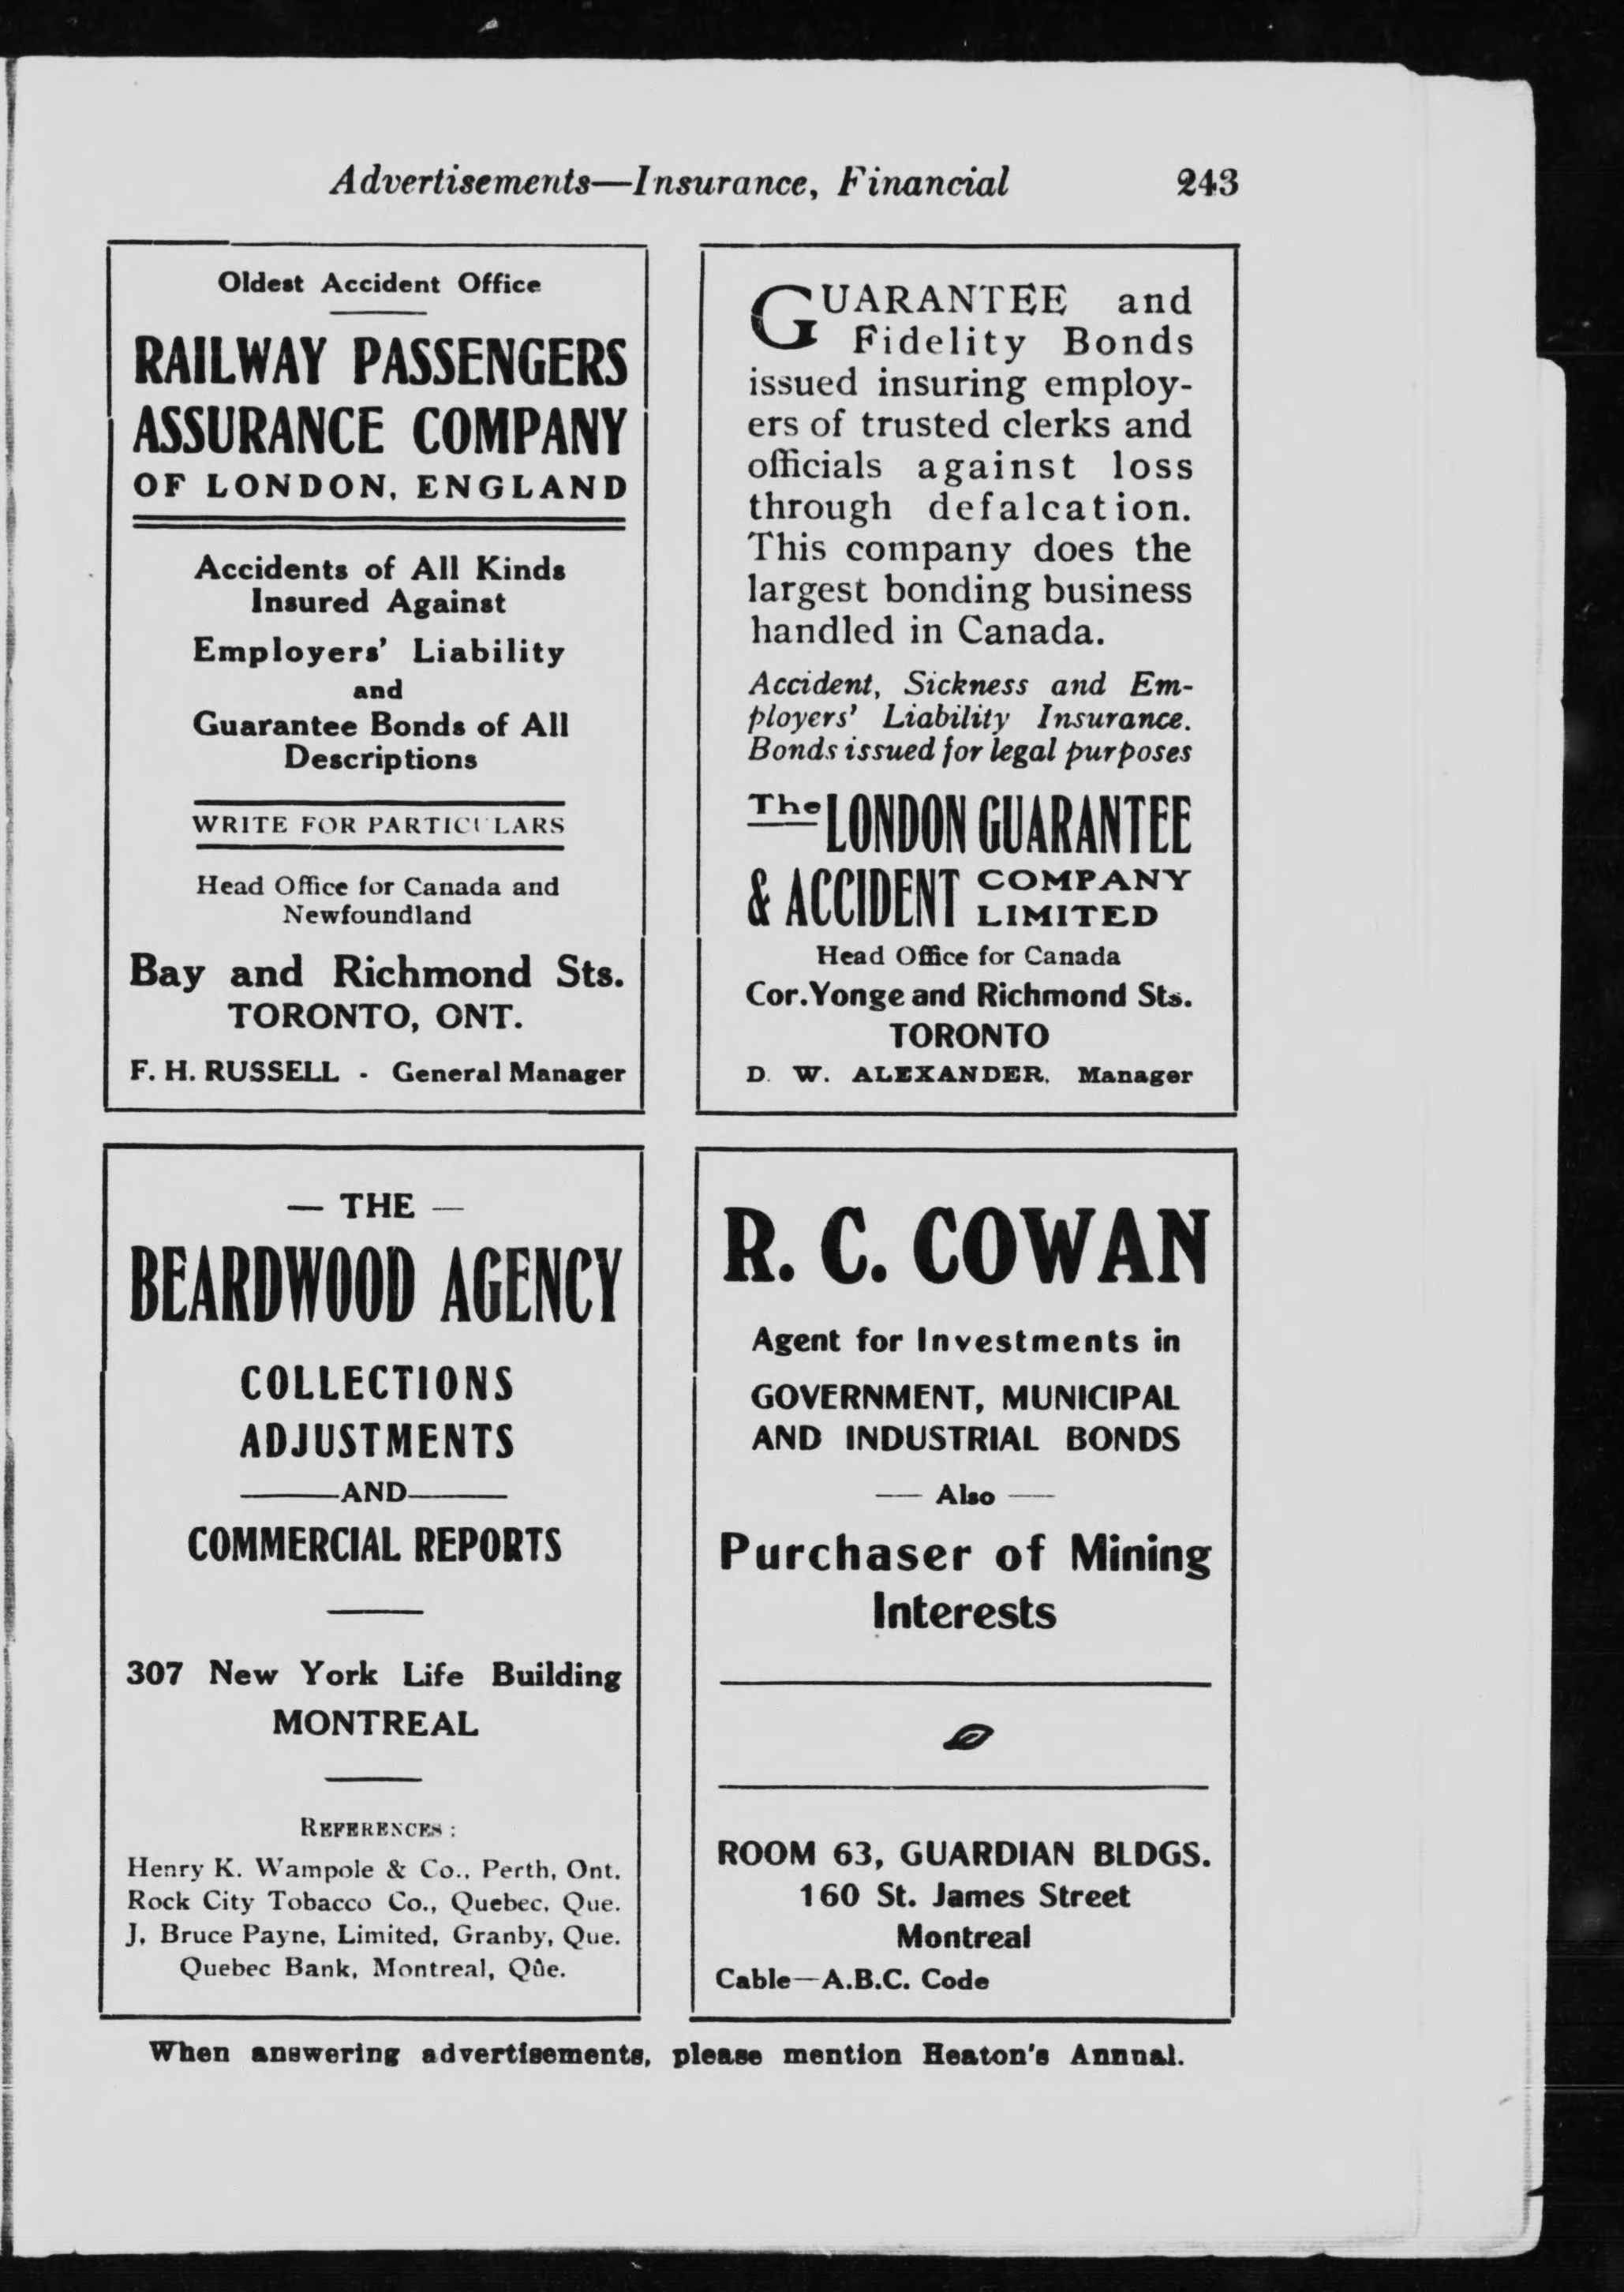 Advertisements—Insurance, Financial 243
Oldest Accident Office
RAILWAY PASSENGERS
ASSURANCE COMPANY
OF LONDON, ENGLAND
Accidents of All Kinds
Insured Against
Employers' Liability
and
Guarantee Bonds of All
Descriptions
WRITE FOR PARTICULARS
Head Office for Canada and
Newfoundland
Bay and Richmond Sts.
TORONTO, ONT.
F. H. RUSSELL - General Manager
GUARANTEE and
Fidelity Bonds
issued insuring employ-
ers of trusted clerks and
officials against loss
through defalcation.
This company does the
largest bonding business
handled in Canada.
Accident, Sickness and Em-
ployers' Liability Insurance.
Bonds issued for legal purposes
The LONDON GUARANTEE
& ACCIDENT COMPANY
LIMITED
Head Office for Canada
Cor. Yonge and Richmond Sts.
TORONTO
D. W. ALEXANDER, Manager
— THE —
BEARDWOOD AGENCY
COLLECTIONS
ADJUSTMENTS
—AND—
COMMERCIAL REPORTS
307 New York Life Building
MONTREAL
REFERENCES:
Henry K. Wampole & Co., Perth, Ont.
Rock City Tobacco Co., Quebec, Que.
J. Bruce Payne, Limited, Granby, Que.
Quebec Bank, Montreal, Qûe.
R. C. COWAN
Agent for Investments in
GOVERNMENT, MUNICIPAL
AND INDUSTRIAL BONDS
— Also —
Purchaser of Mining
Interests
ROOM 63, GUARDIAN BLDGS.
160 St. James Street
Montreal
Cable—A.B.C. Code
When answering advertisements, please mention Heaton's Annual.